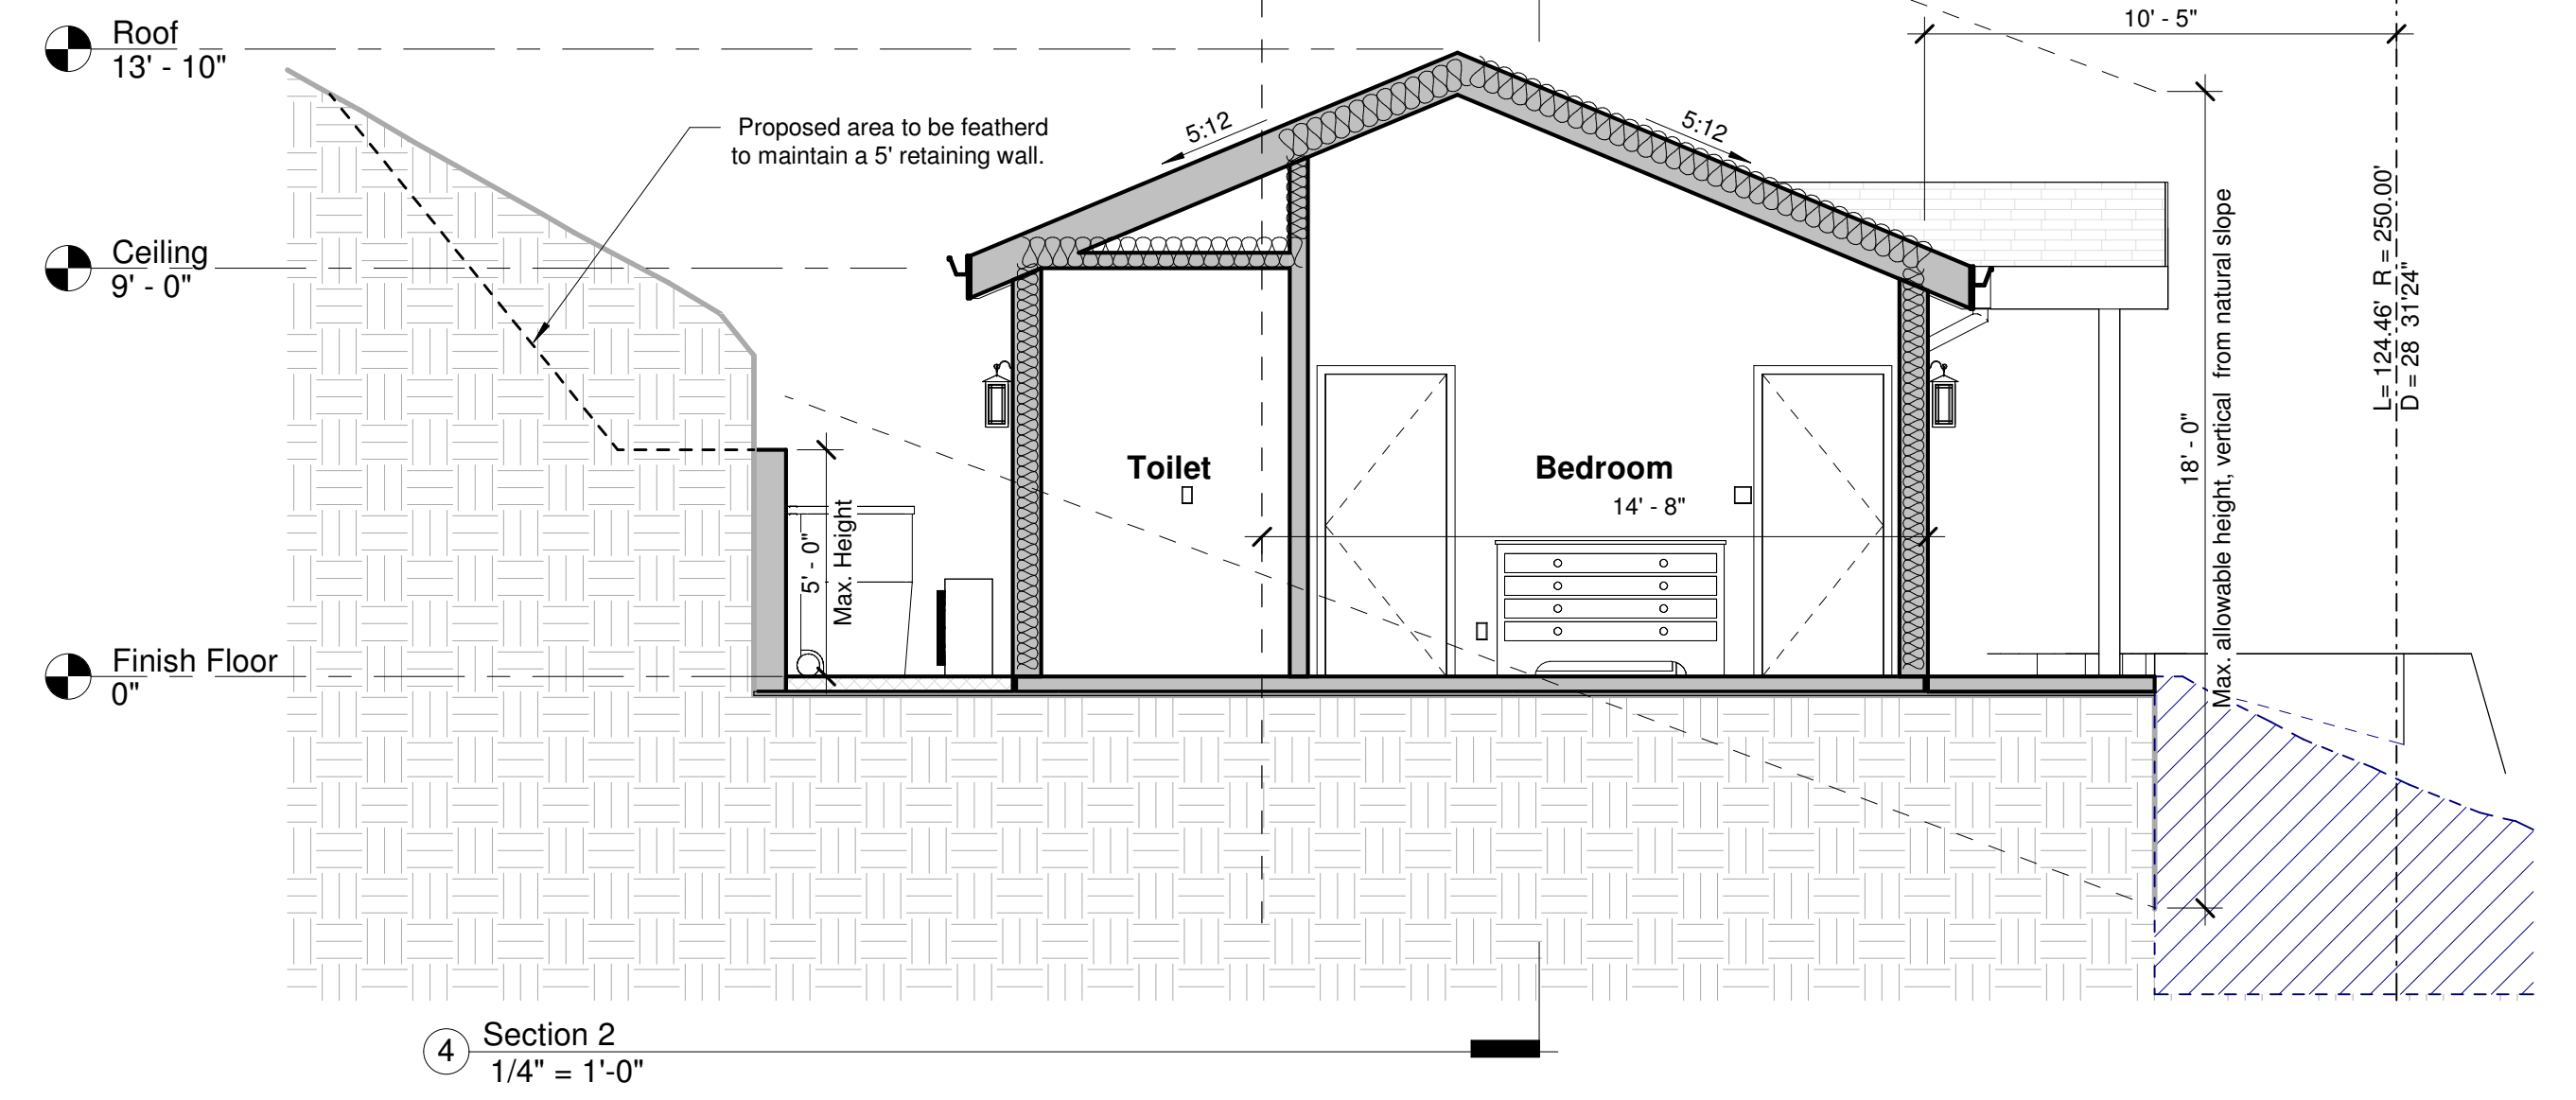 Roof
13' - 10"
Proposed area to be featherd
to maintain a 5' retaining wall.
5:12
5:12
10' - 5"
Ceiling
9' - 0"
Toilet
Bedroom
14' - 8"
5' - 0"
Max. Height
18' - 0"
Max. allowable height, vertical from natural slope
L= 124.46' R = 250.00'
D = 28 31'24"
Finish Floor
0"
4
Section 2
1/4" = 1'-0"